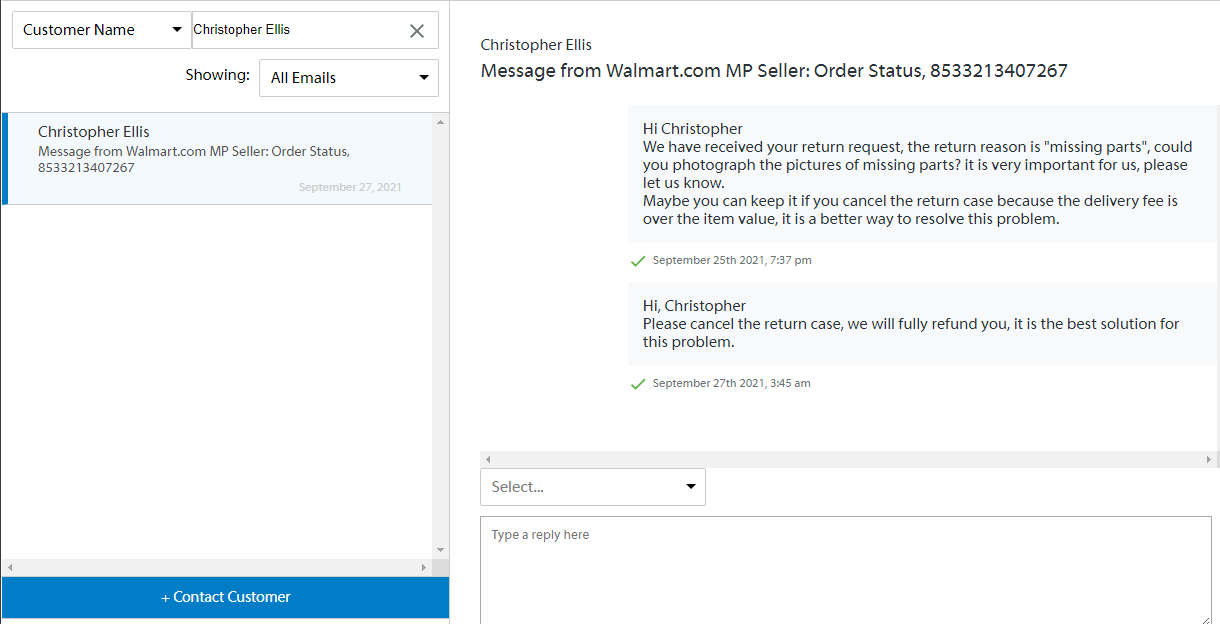 Customer Name
Christopher Ellis
Showing:
All Emails
Christopher Ellis
Message from Walmart.com MP Seller: Order Status,
8533213407267
September 27, 2021
+ Contact Customer
Christopher Ellis
Message from Walmart.com MP Seller: Order Status, 8533213407267
Hi Christopher
We have received your return request, the return reason is "missing parts", could
you photograph the pictures of missing parts? it is very important for us, please
let us know.
Maybe you can keep it if you cancel the return case because the delivery fee is
over the item value, it is a better way to resolve this problem.
September 25th 2021, 7:37 pm
Hi, Christopher
Please cancel the return case, we will fully refund you, it is the best solution for
this problem.
September 27th 2021, 3:45 am
Select...
Type a reply here